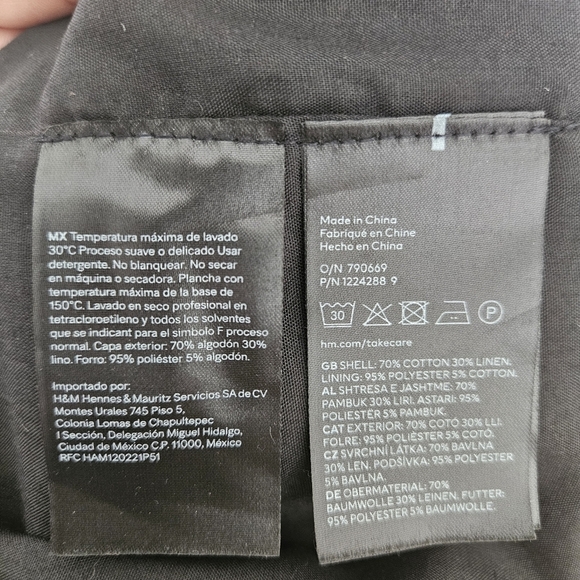 MX Temperatura máxima de lavado
30°C Proceso suave o delicado Usar
detergente. No blanquear. No secar
en máquina o secadora. Plancha con
temperatura máxima de la base de
150°C. Lavado en seco profesional en
tetracloroetileno y todos los solventes
que se indicant para el simbolo F proceso
normal. Capa exterior: 70% algodón 30%
lino. Forro: 95% poliéster 5% algodón.
Importado por:
H&M Hennes & Mauritz Servicios SA de CV
Montes Urales 745 Piso 5,
Colonia Lomas de Chapultepec
1 Sección, Delegación Miguel Hidalgo,
Ciudad de México C.P. 11000, México
RFC HAM120221P51
Made in China
Fabriqué en Chine
Hecho en China
O/N 790669
P/N 1224288 9
30 P
hm.com/takecare
GB SHELL: 70% COTTON 30% LINEN.
LINING: 95% POLYESTER 5% COTTON.
AL SHTRESA E JASHTME: 70%
PAMBUK 30% LIRI. ASTARI: 95%
POLIESTËR 5% PAMBUK.
CAT EXTERIOR: 70% COTÓ 30% LLI.
FOLRE: 95% POLIÈSTER 5% COTÓ.
CZ SVRCHNÍ LÁTKA: 70% BAVLNA
30% LEN. PODŠÍVKA: 95% POLYESTER
5% BAVLNA.
DE OBERMATERIAL: 70%
BAUMWOLLE 30% LEINEN. FUTTER:
95% POLYESTER 5% BAUMWOLLE.